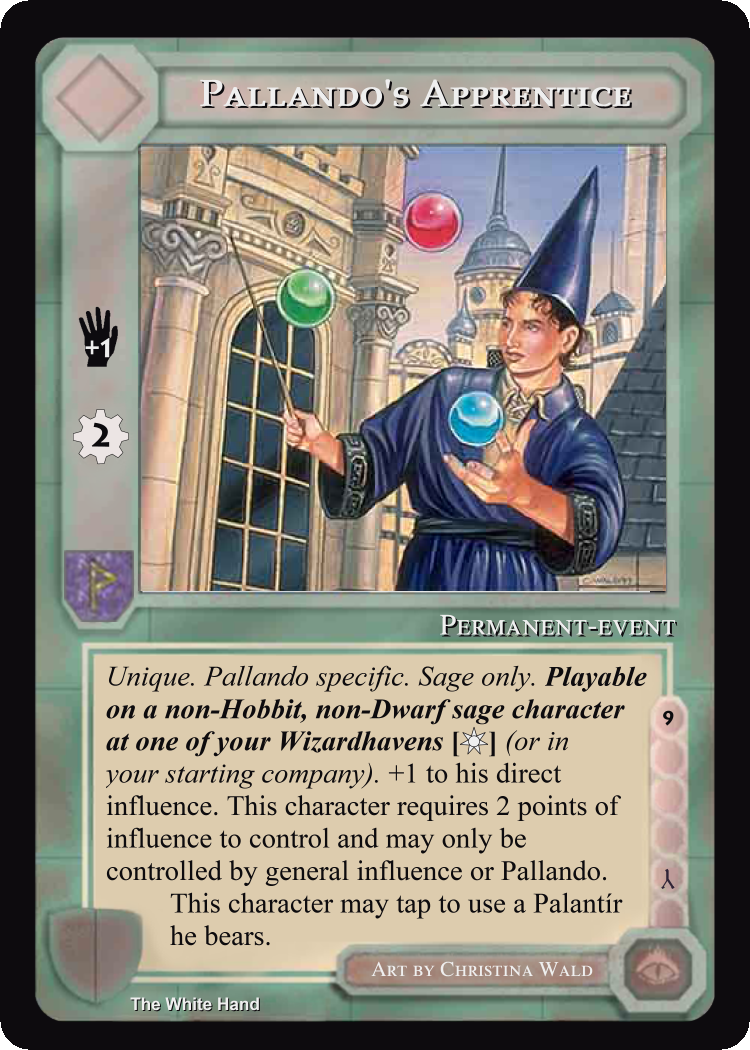 Pallando's Apprentice
+1
2
Permanent-event
Unique. Pallando specific. Sage only. Playable
on a non-Hobbit, non-Dwarf sage character
at one of your Wizardhavens [☼] (or in
your starting company). +1 to his direct
influence. This character requires 2 points of
influence to control and may only be
controlled by general influence or Pallando.
This character may tap to use a Palantír
he bears.
9
Art by Christina Wald
The White Hand